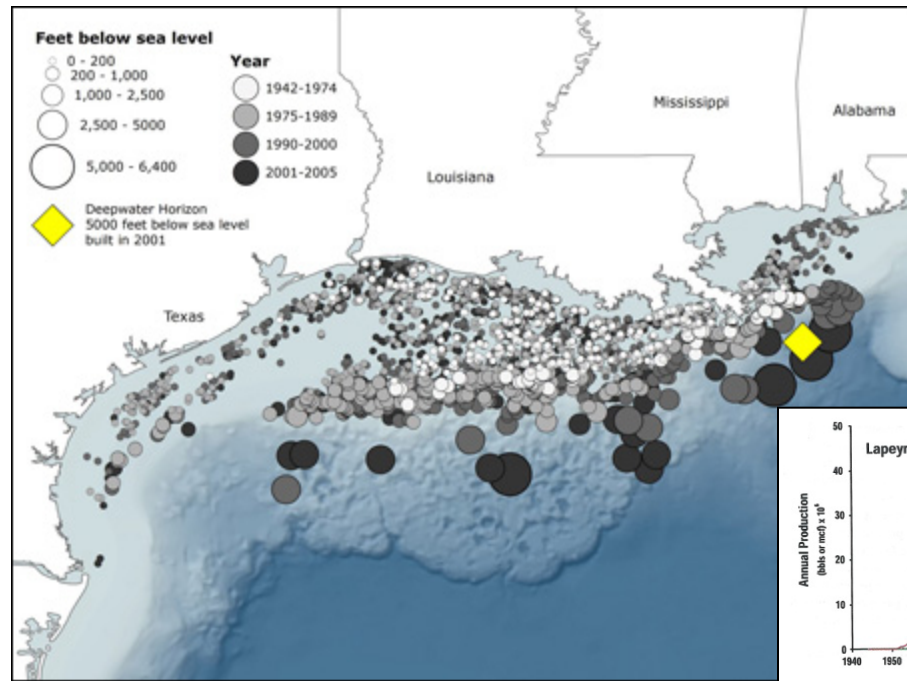 Feet below sea level
0 - 200
200 - 1,000
1,000 - 2,500
2,500 - 5000
5,000 - 6,400
Year
1942-1974
1975-1989
1990-2000
2001-2005
Deepwater Horizon
5000 feet below sea level
built in 2001
Mississippi
Alabama
Louisiana
Texas
Lapeyr
Annual Production
(bbls or mcf) x 10⁶
50
40
30
20
10
0
1940 1950